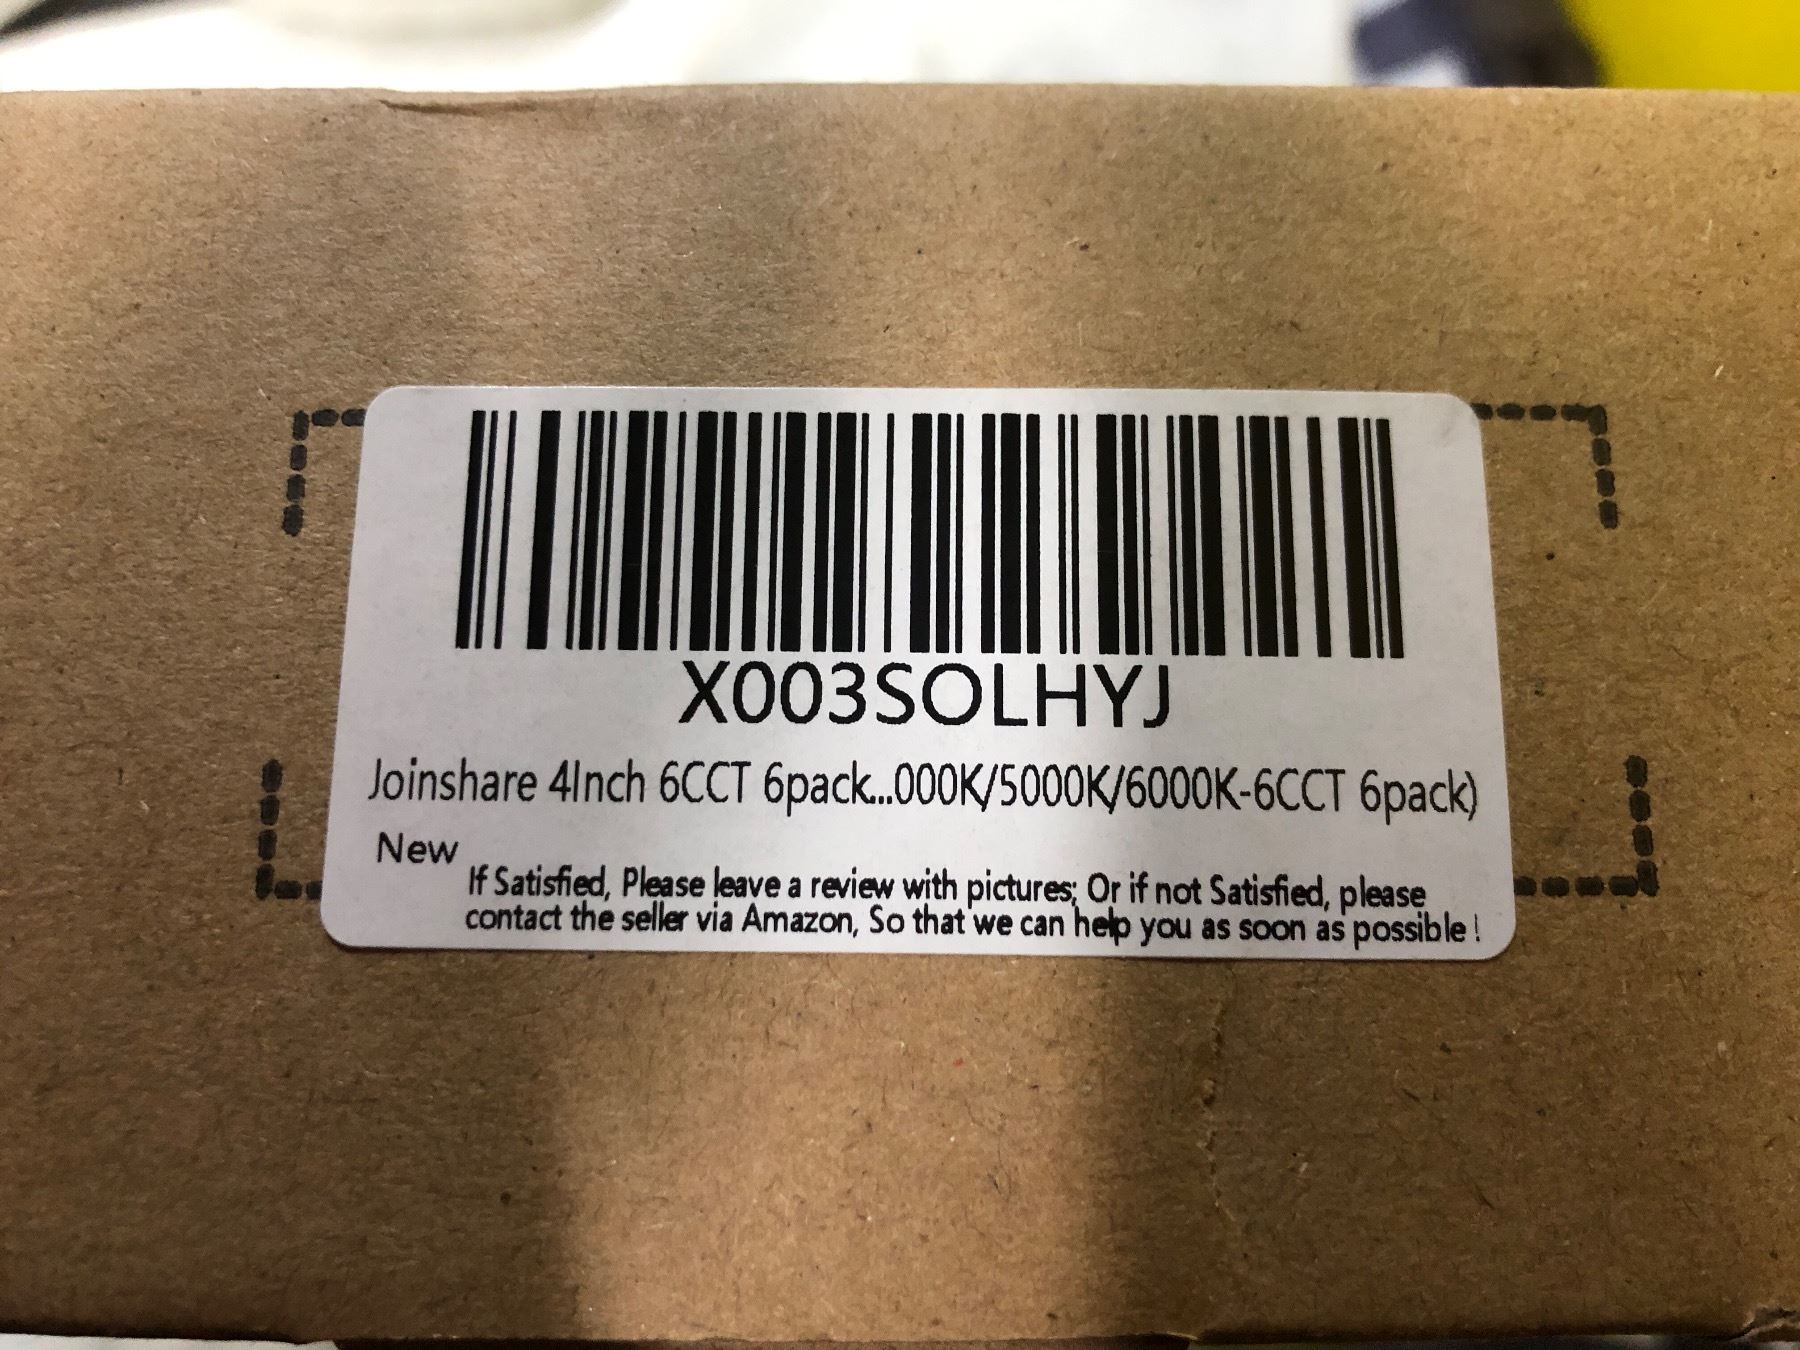 X003SOLHYJ
Joinshare 4Inch 6CCT 6pack...000K/5000K/6000K-6CCT 6pack)
New
If Satisfied, Please leave a review with pictures; Or if not Satisfied, please
contact the seller via Amazon, So that we can help you as soon as possible !